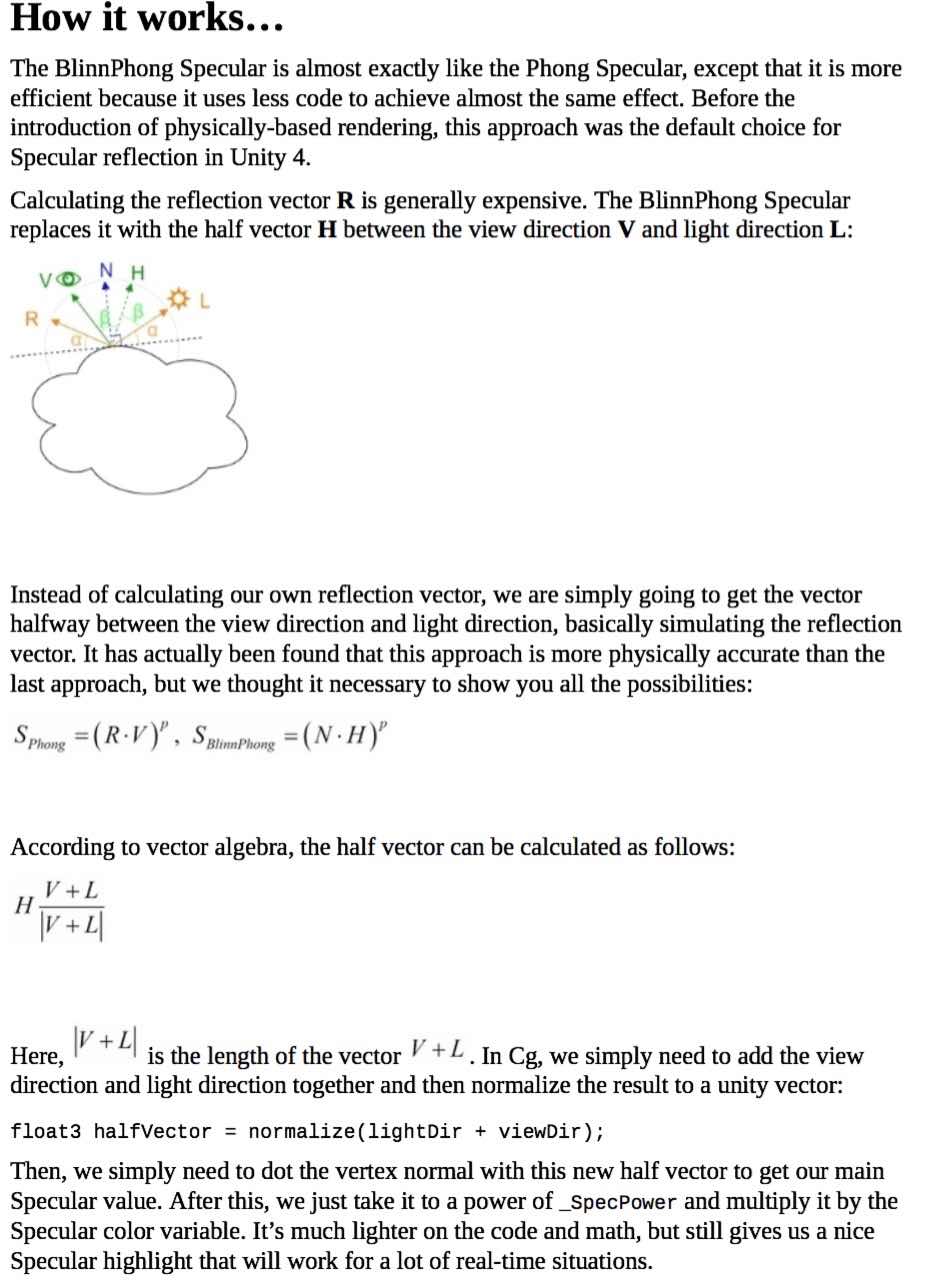 How it works…
The BlinnPhong Specular is almost exactly like the Phong Specular, except that it is more
efficient because it uses less code to achieve almost the same effect. Before the
introduction of physically-based rendering, this approach was the default choice for
Specular reflection in Unity 4.
Calculating the reflection vector R is generally expensive. The BlinnPhong Specular
replaces it with the half vector H between the view direction V and light direction L:
V N H
L
R
β β
α α
Instead of calculating our own reflection vector, we are simply going to get the vector
halfway between the view direction and light direction, basically simulating the reflection
vector. It has actually been found that this approach is more physically accurate than the
last approach, but we thought it necessary to show you all the possibilities:
S_Phong = (R·V)^p, S_BlinnPhong = (N·H)^p
According to vector algebra, the half vector can be calculated as follows:
V + L
H
|V + L|
Here, |V + L| is the length of the vector V + L. In Cg, we simply need to add the view
direction and light direction together and then normalize the result to a unity vector:
float3 halfVector = normalize(lightDir + viewDir);
Then, we simply need to dot the vertex normal with this new half vector to get our main
Specular value. After this, we just take it to a power of _SpecPower and multiply it by the
Specular color variable. It’s much lighter on the code and math, but still gives us a nice
Specular highlight that will work for a lot of real-time situations.